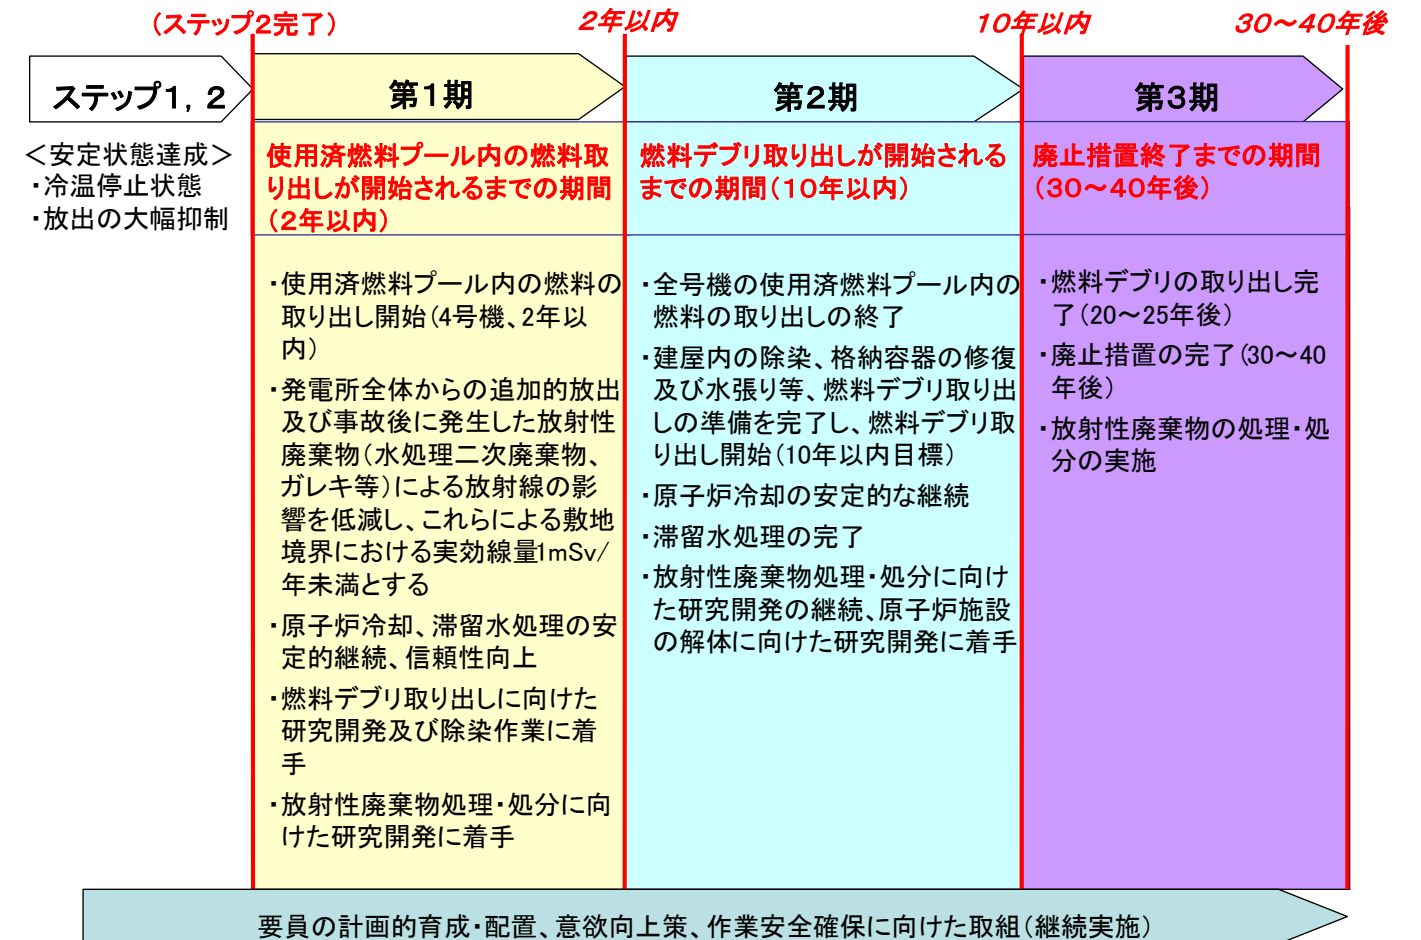 (ステップ2完了)
2年以内
10年以内
30～40年後
ステップ1, 2
第1期
第2期
第3期
＜安定状態達成＞
・冷温停止状態
・放出の大幅抑制
使用済燃料プール内の燃料取
り出しが開始されるまでの期間
(2年以内)
燃料デブリ取り出しが開始される
までの期間(10年以内)
廃止措置終了までの期間
(30～40年後)
・使用済燃料プール内の燃料の
取り出し開始(4号機、2年以
内)
・発電所全体からの追加的放出
及び事故後に発生した放射性
廃棄物(水処理二次廃棄物、
ガレキ等)による放射線の影
響を低減し、これらによる敷地
境界における実効線量1mSv/
年未満とする
・原子炉冷却、滞留水処理の安
定的継続、信頼性向上
・燃料デブリ取り出しに向けた
研究開発及び除染作業に着
手
・放射性廃棄物処理・処分に向
けた研究開発に着手
・全号機の使用済燃料プール内の
燃料の取り出しの終了
・建屋内の除染、格納容器の修復
及び水張り等、燃料デブリ取り出
しの準備を完了し、燃料デブリ取
り出し開始(10年以内目標)
・原子炉冷却の安定的な継続
・滞留水処理の完了
・放射性廃棄物処理・処分に向け
た研究開発の継続、原子炉施設
の解体に向けた研究開発に着手
・燃料デブリの取り出し完
了(20～25年後)
・廃止措置の完了(30～40
年後)
・放射性廃棄物の処理・処
分の実施
要員の計画的育成・配置、意欲向上策、作業安全確保に向けた取組(継続実施)